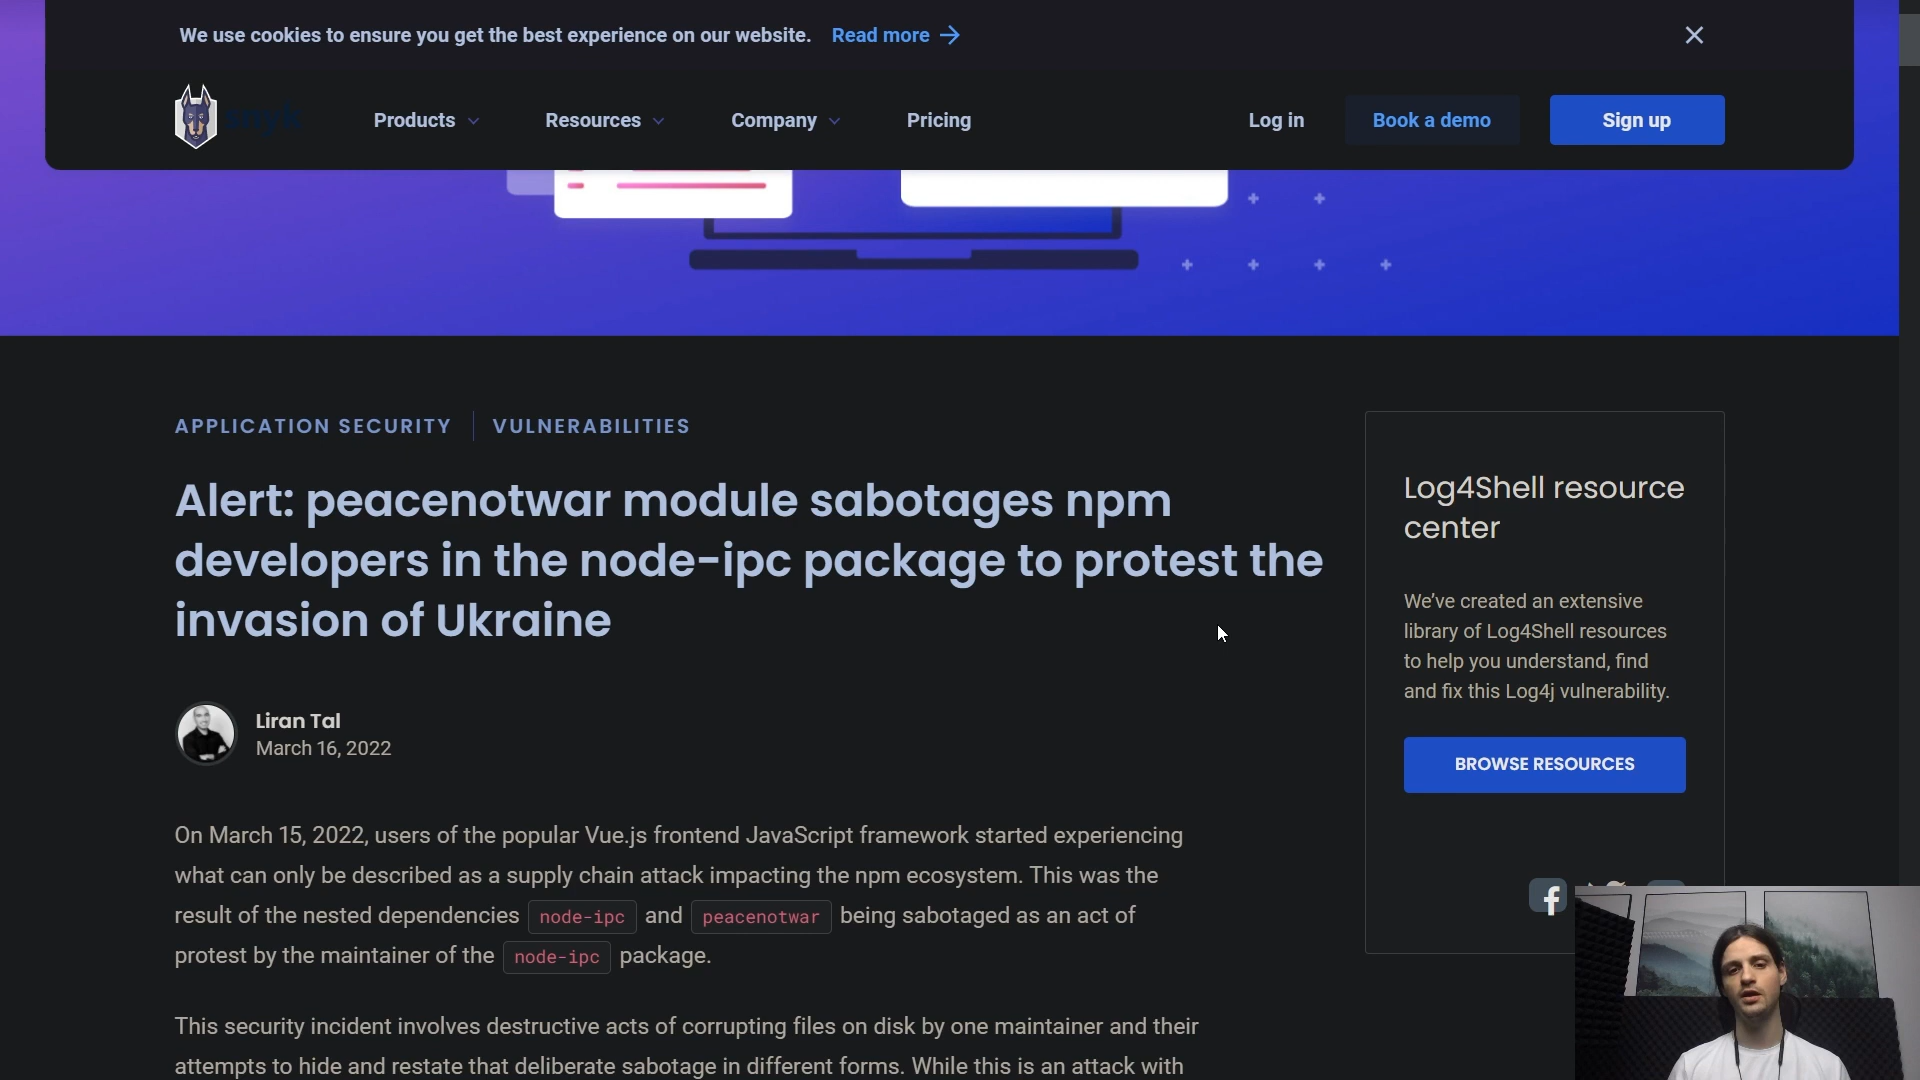 We use cookies to ensure you get the best experience on our website. Read more
snyk
Products Resources Company Pricing Log in Book a demo Sign up
APPLICATION SECURITY VULNERABILITIES
Alert: peacenotwar module sabotages npm
developers in the node-ipc package to protest the
invasion of Ukraine
Liran Tal
March 16, 2022
On March 15, 2022, users of the popular Vue.js frontend JavaScript framework started experiencing
what can only be described as a supply chain attack impacting the npm ecosystem. This was the
result of the nested dependencies node-ipc and peacenotwar being sabotaged as an act of
protest by the maintainer of the node-ipc package.
This security incident involves destructive acts of corrupting files on disk by one maintainer and their
attempts to hide and restate that deliberate sabotage in different forms. While this is an attack with
Log4Shell resource
center
We've created an extensive
library of Log4Shell resources
to help you understand, find
and fix this Log4j vulnerability.
BROWSE RESOURCES